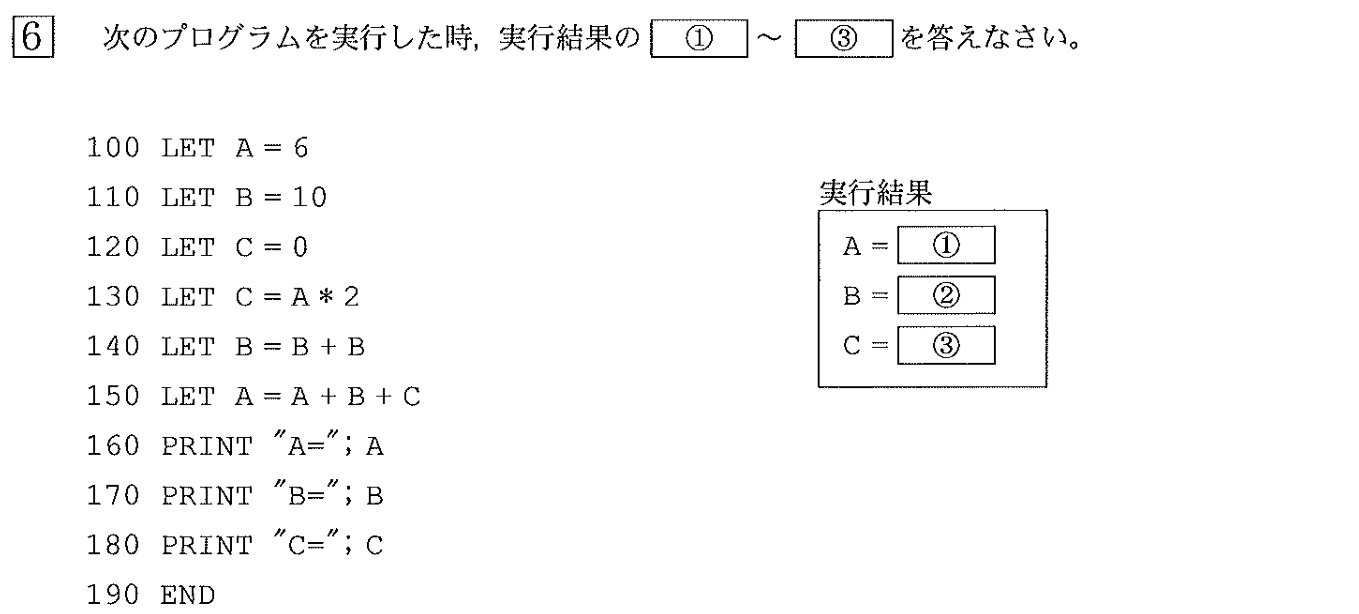 6 次のプログラムを実行した時，実行結果の ① ～ ③ を答えなさい。
100 LET A = 6
110 LET B = 10
120 LET C = 0
130 LET C = A * 2
140 LET B = B + B
150 LET A = A + B + C
160 PRINT ″A=″; A
170 PRINT ″B=″; B
180 PRINT ″C=″; C
190 END
実行結果
A = ①
B = ②
C = ③